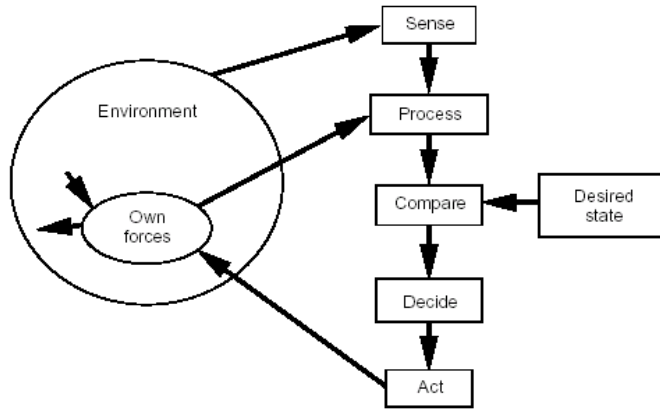 Sense
Environment
Process
Own
forces
Compare
Desired
state
Decide
Act